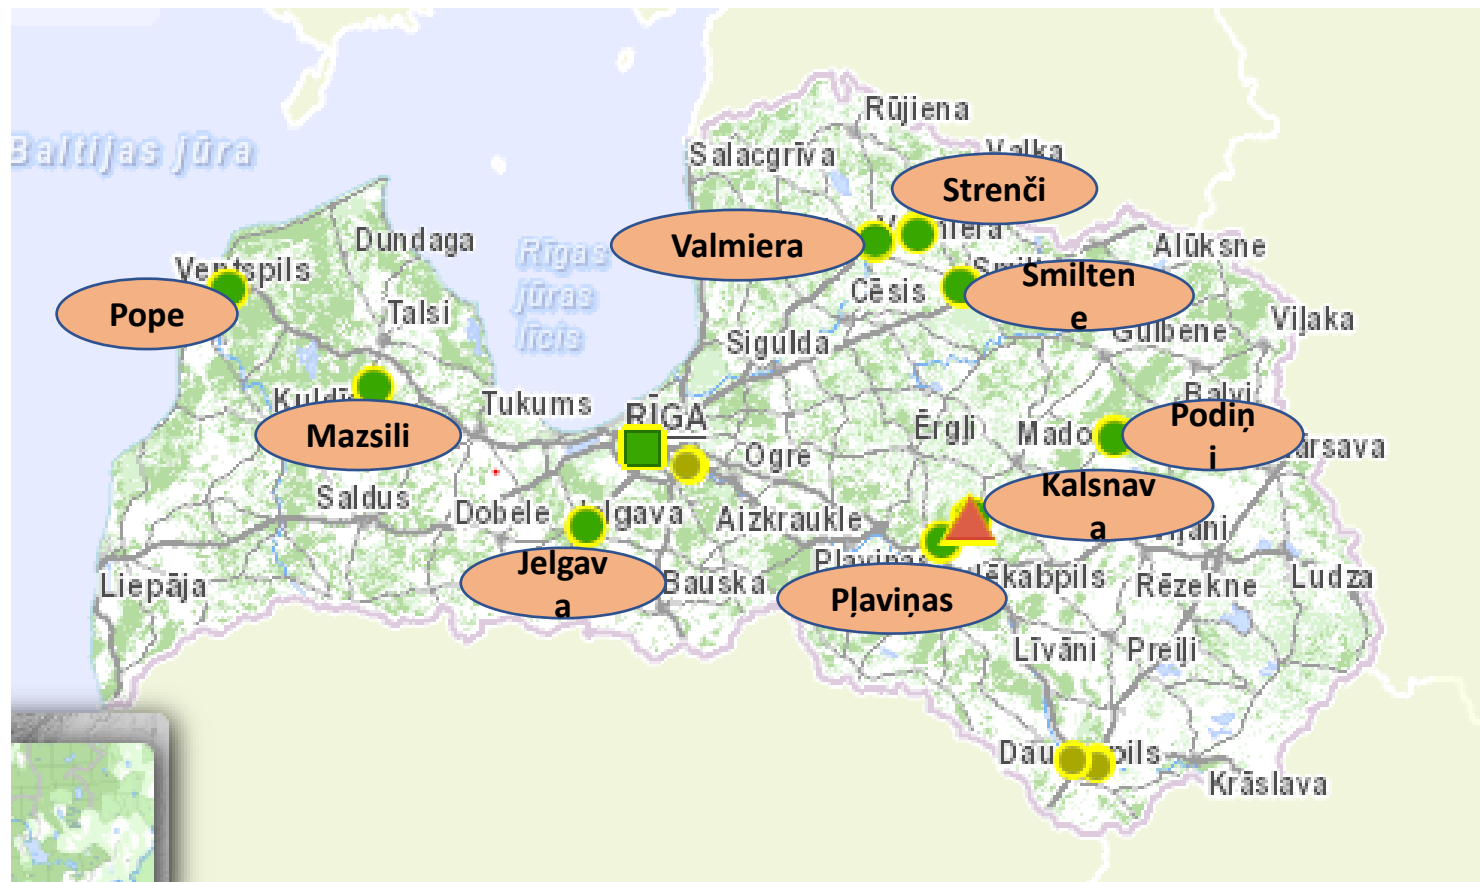 Rūjiena
Baltijas jūra
Salacgrīva
Valka
Strenči
Valmiera
Dundaga
Rīgas
jūras
līcis
Alūksne
Ventspils
Smilten
e
Cēsis
Pope
Talsi
Gulbene
Viļaka
Sigulda
Balvi
Tukums
RĪGA
Mazsili
Ērgļi
Podiņ
i
Ogre
Kalsnav
a
Saldus
Dobele
Aizkraukle
Pļaviņas
Jelgav
a
Bauska
Liepāja
Rēzekne
Ludza
Pļaviņas
Līvāni
Preiļi
Krāslava